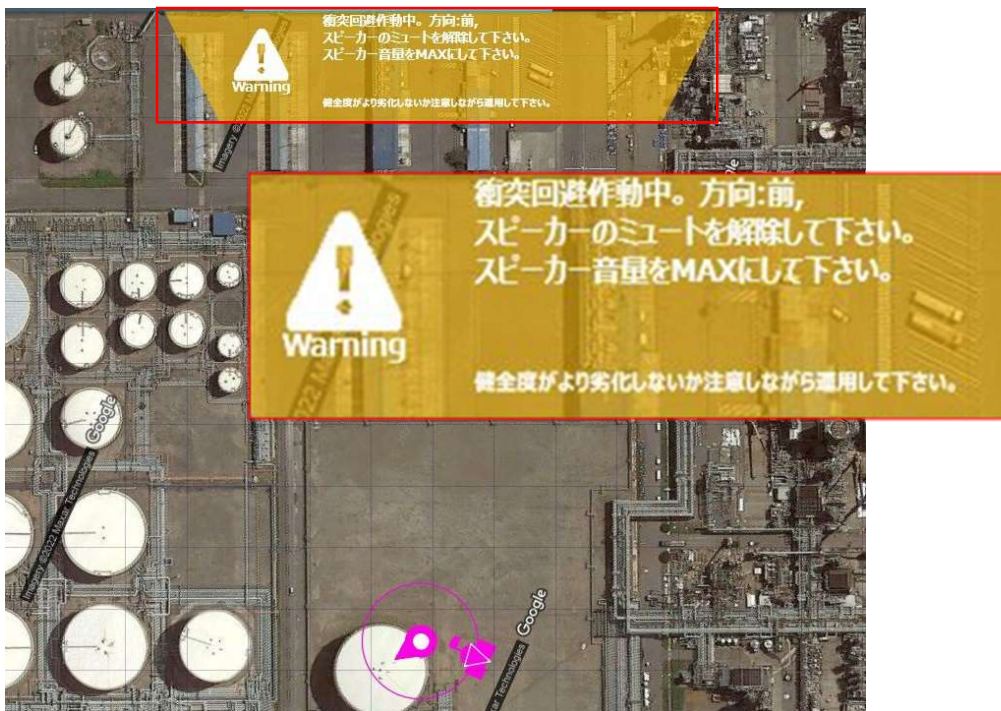 衝突回避作動中。方向:前,
スピーカーのミュートを解除して下さい。
スピーカー音量をMAXにして下さい。
Warning
健全度がより劣化しないか注意しながら運用して下さい。
衝突回避作動中。方向:前,
スピーカーのミュートを解除して下さい。
スピーカー音量をMAXにして下さい。
Warning
健全度がより劣化しないか注意しながら運用して下さい。
Google
Imagery ©2022 Maxar Technologies
Google
Technologies